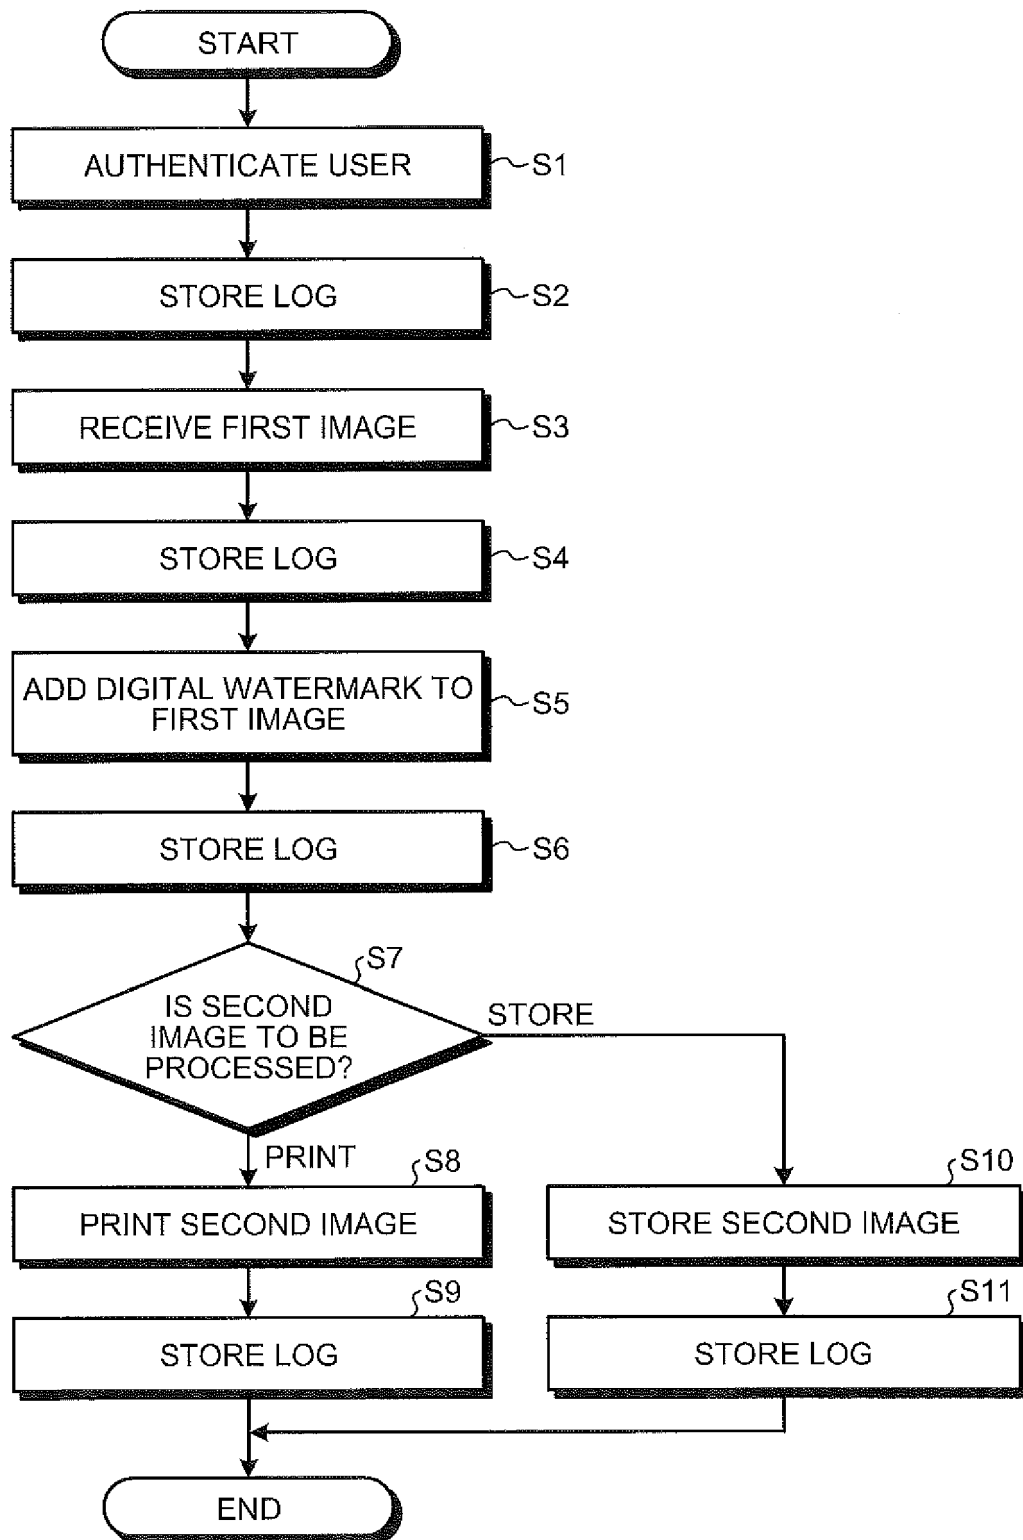 START
AUTHENTICATE USER
S1
STORE LOG
S2
RECEIVE FIRST IMAGE
S3
STORE LOG
S4
ADD DIGITAL WATERMARK TO
FIRST IMAGE
S5
STORE LOG
S6
S7
IS SECOND
IMAGE TO BE
PROCESSED?
STORE
PRINT
S8
PRINT SECOND IMAGE
S10
STORE SECOND IMAGE
S9
STORE LOG
S11
STORE LOG
END